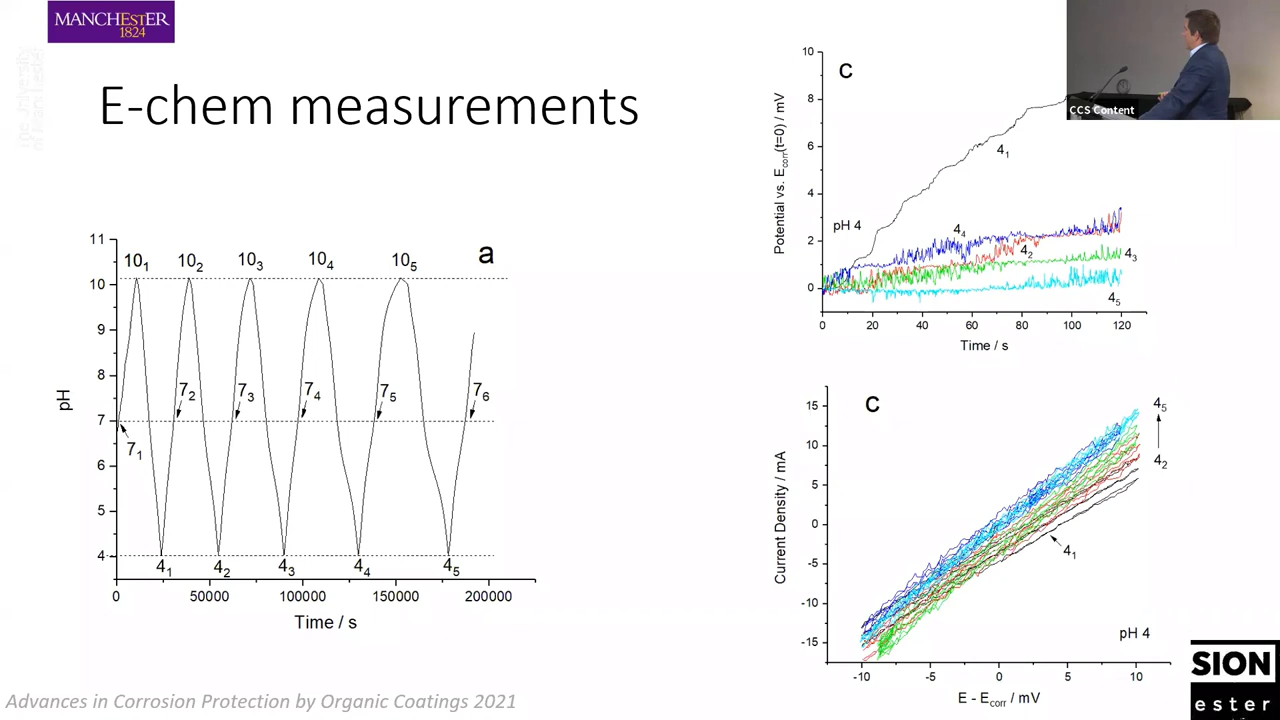 MANCHESTER
1824
The University
of Manchester
E-chem measurements
CCS Content
a
pH
11
10
9
8
7
6
5
4
10₁ 10₂ 10₃ 10₄ 10₅
7₁ 7₂ 7₃ 7₄ 7₅ 7₆
4₁ 4₂ 4₃ 4₄ 4₅
0 50000 100000 150000 200000
Time / s
C
Potential vs. E_corr(t=0) / mV
10
8
6
4
2
0
4₁
pH 4
4₄
4₂
4₃
4₅
0 20 40 60 80 100 120
Time / s
C
Current Density / mA
15
10
5
0
-5
-10
-15
4₅
4₂
4₁
pH 4
-10 -5 0 5 10
E - E_corr / mV
SION
ester
Advances in Corrosion Protection by Organic Coatings 2021